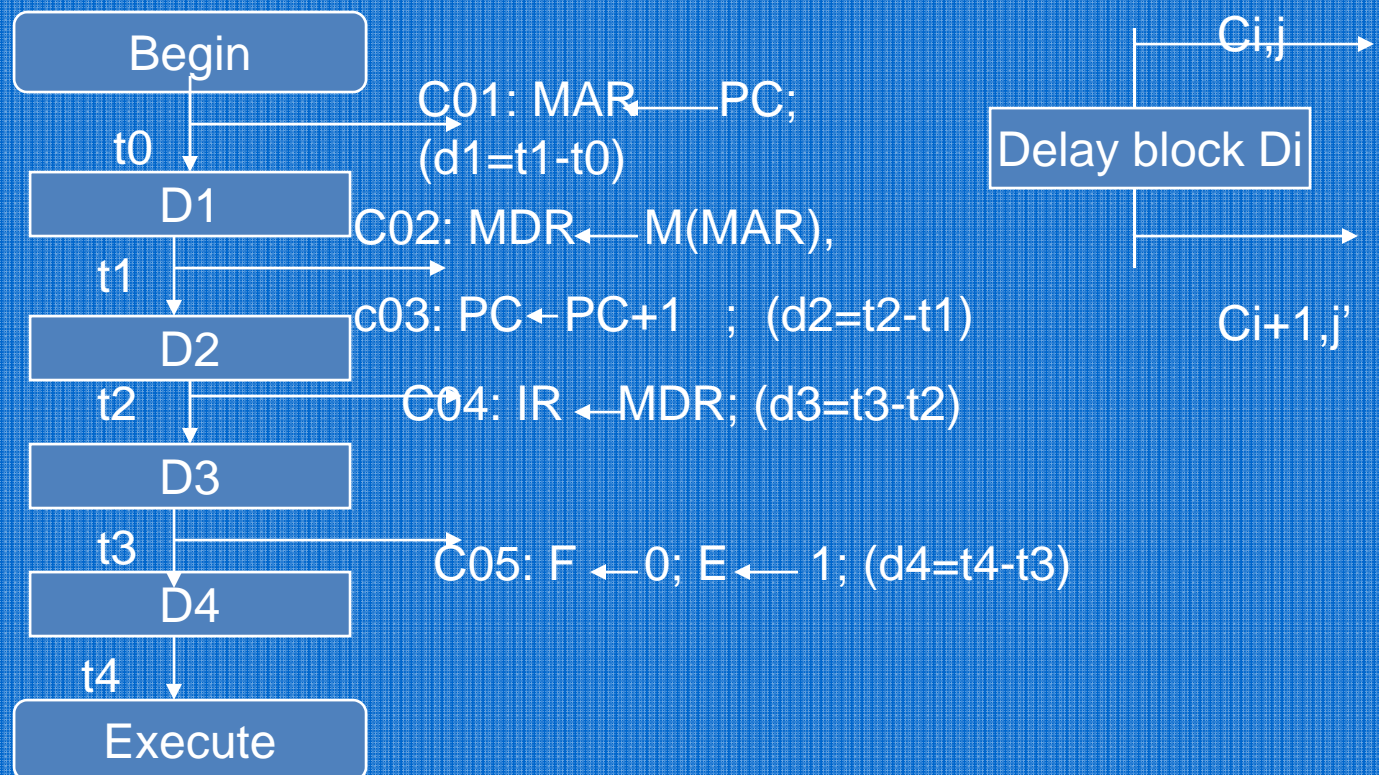 Begin
Ci,j
C01: MAR ← PC;
t0
(d1=t1-t0)
Delay block Di
D1
C02: MDR ← M(MAR),
t1
c03: PC ← PC+1 ; (d2=t2-t1)
Ci+1,j’
D2
t2
C04: IR ← MDR; (d3=t3-t2)
D3
t3
C05: F ← 0; E ← 1; (d4=t4-t3)
D4
t4
Execute